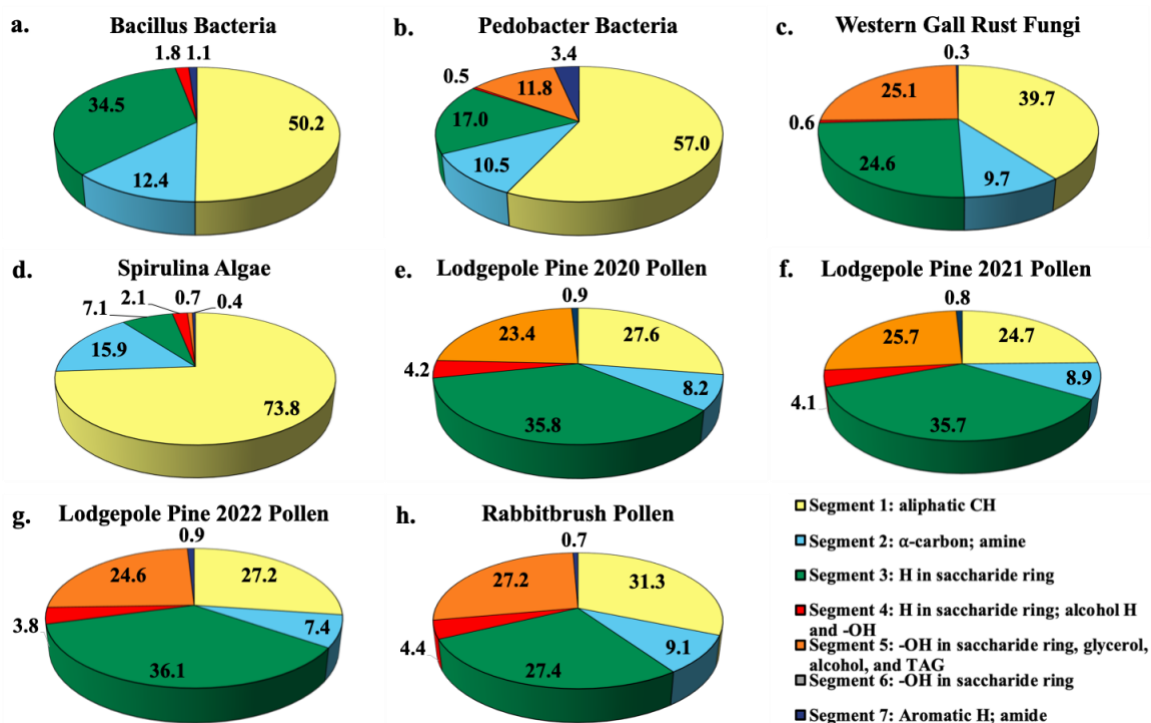 a. Bacillus Bacteria
1.8 1.1
34.5
50.2
12.4
b. Pedobacter Bacteria
3.4
0.5
11.8
17.0
57.0
10.5
c. Western Gall Rust Fungi
0.3
25.1
39.7
0.6
24.6
9.7
d. Spirulina Algae
2.1 0.7 0.4
7.1
15.9
73.8
e. Lodgepole Pine 2020 Pollen
0.9
23.4
27.6
4.2
8.2
35.8
f. Lodgepole Pine 2021 Pollen
0.8
25.7
24.7
8.9
4.1
35.7
g. Lodgepole Pine 2022 Pollen
0.9
24.6
27.2
3.8
7.4
36.1
h. Rabbitbrush Pollen
0.7
27.2
31.3
4.4
9.1
27.4
Segment 1: aliphatic CH
Segment 2: α-carbon; amine
Segment 3: H in saccharide ring
Segment 4: H in saccharide ring; alcohol H
and -OH
Segment 5: -OH in saccharide ring, glycerol,
alcohol, and TAG
Segment 6: -OH in saccharide ring
Segment 7: Aromatic H; amide